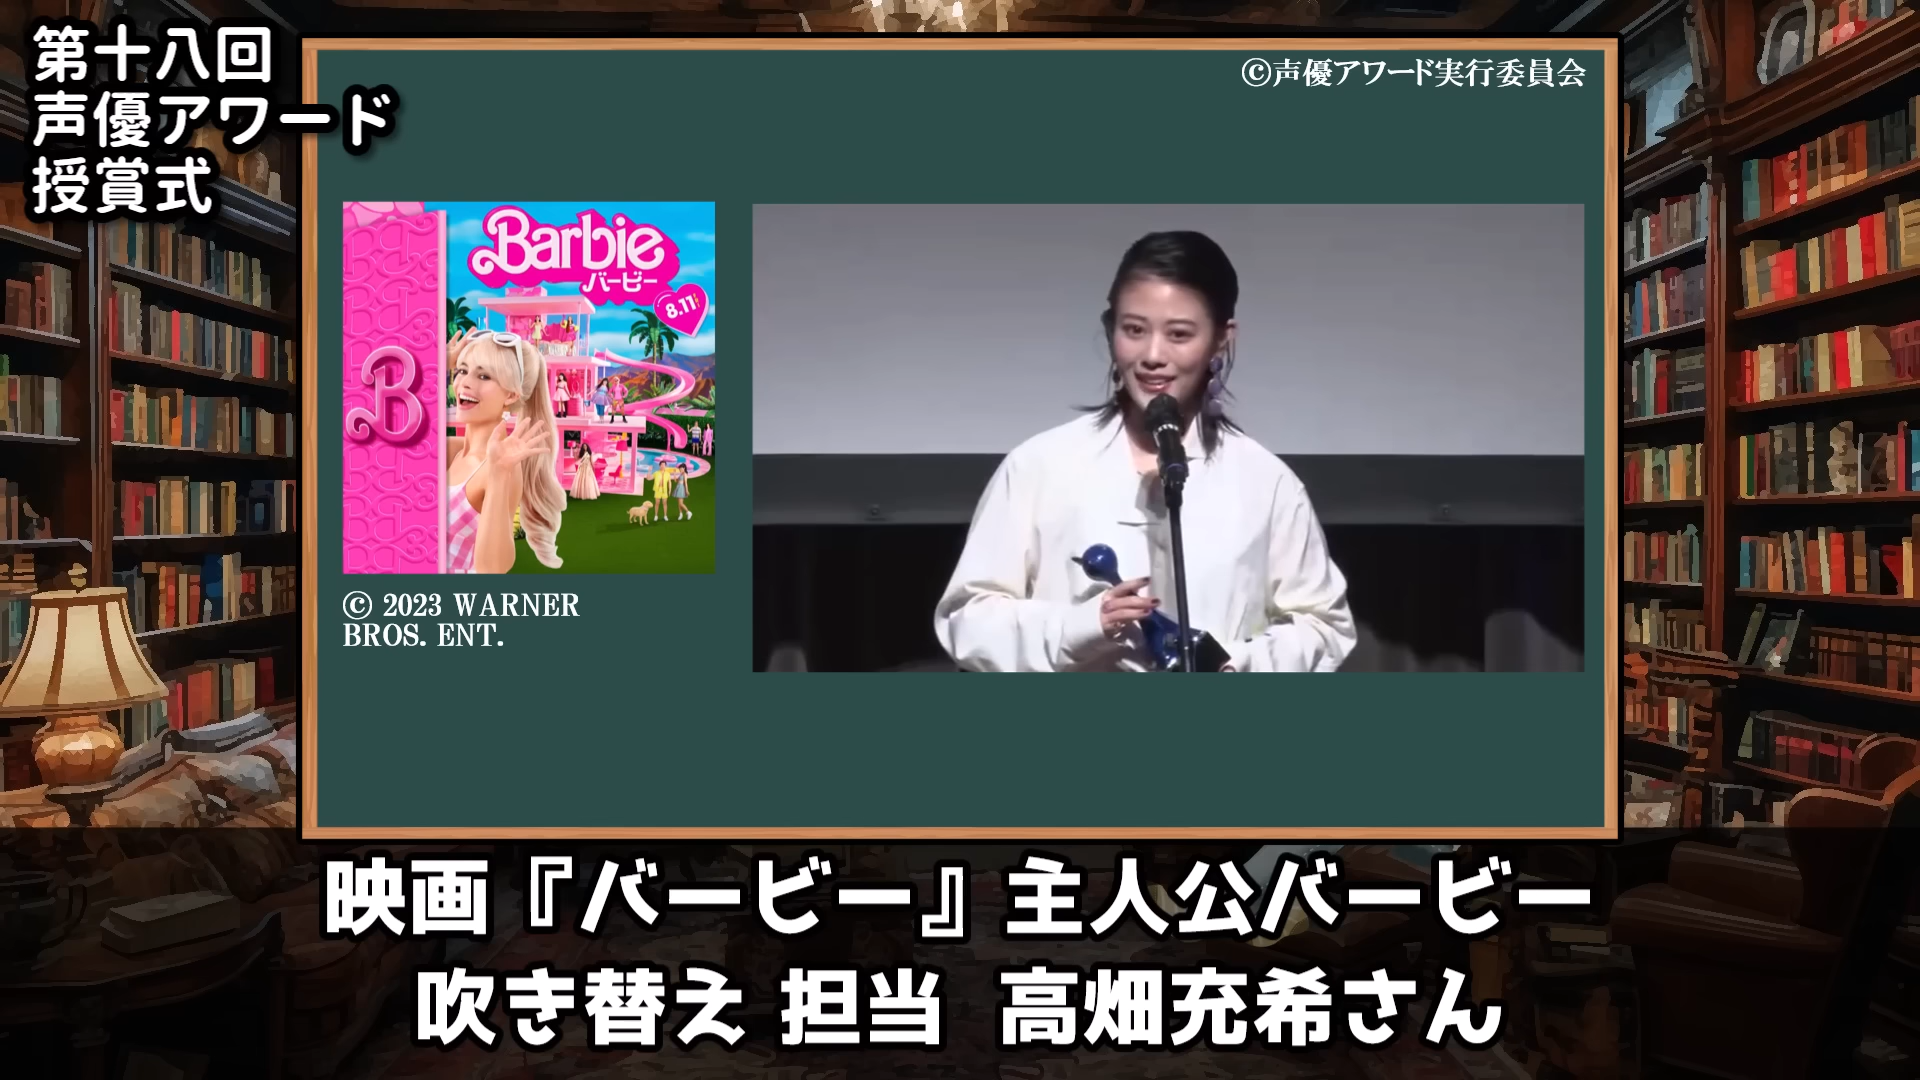 第十八回
声優アワード
授賞式
©声優アワード実行委員会
Barbie
バービー
8.11
B
© 2023 WARNER
BROS. ENT.
映画『バービー』主人公バービー
吹き替え 担当 高畑充希さん